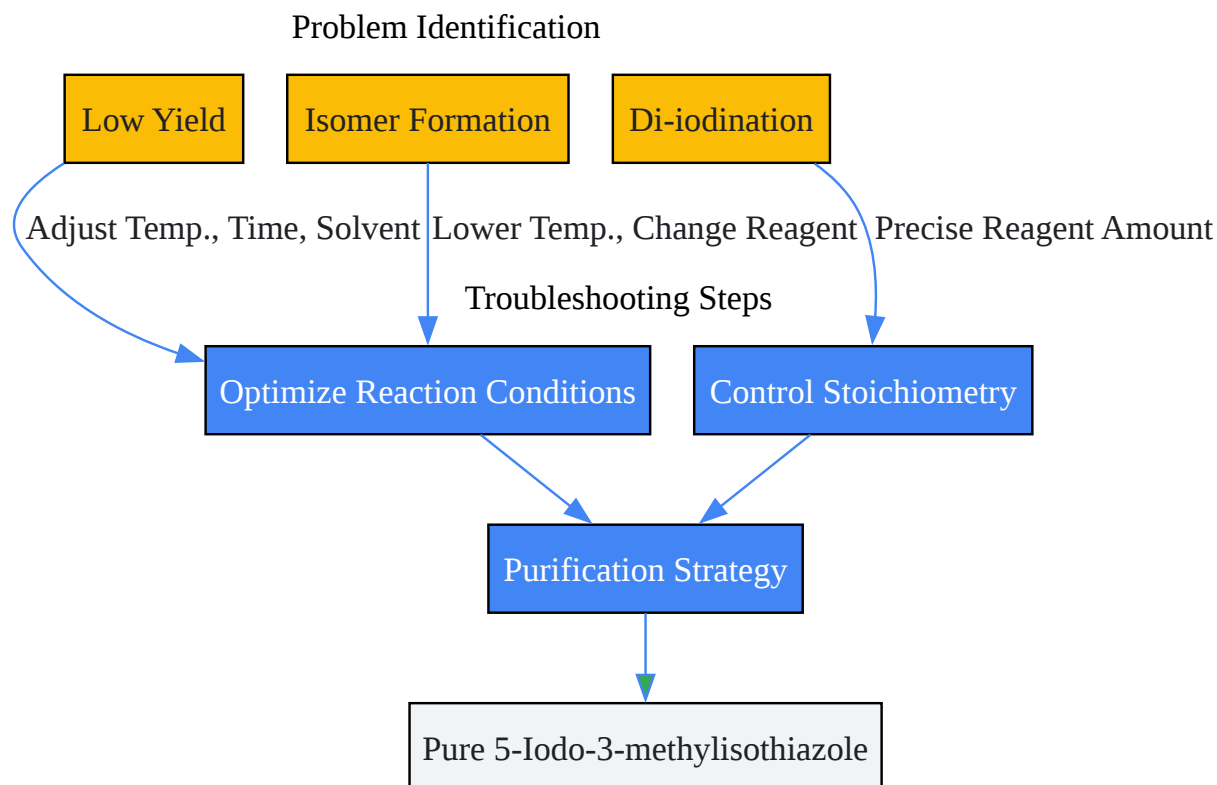 Problem Identification
Low Yield
Isomer Formation
Di-iodination
Adjust Temp., Time, Solvent
Lower Temp., Change Reagent
Precise Reagent Amount
Troubleshooting Steps
Optimize Reaction Conditions
Control Stoichiometry
Purification Strategy
Pure 5-Iodo-3-methylisothiazole